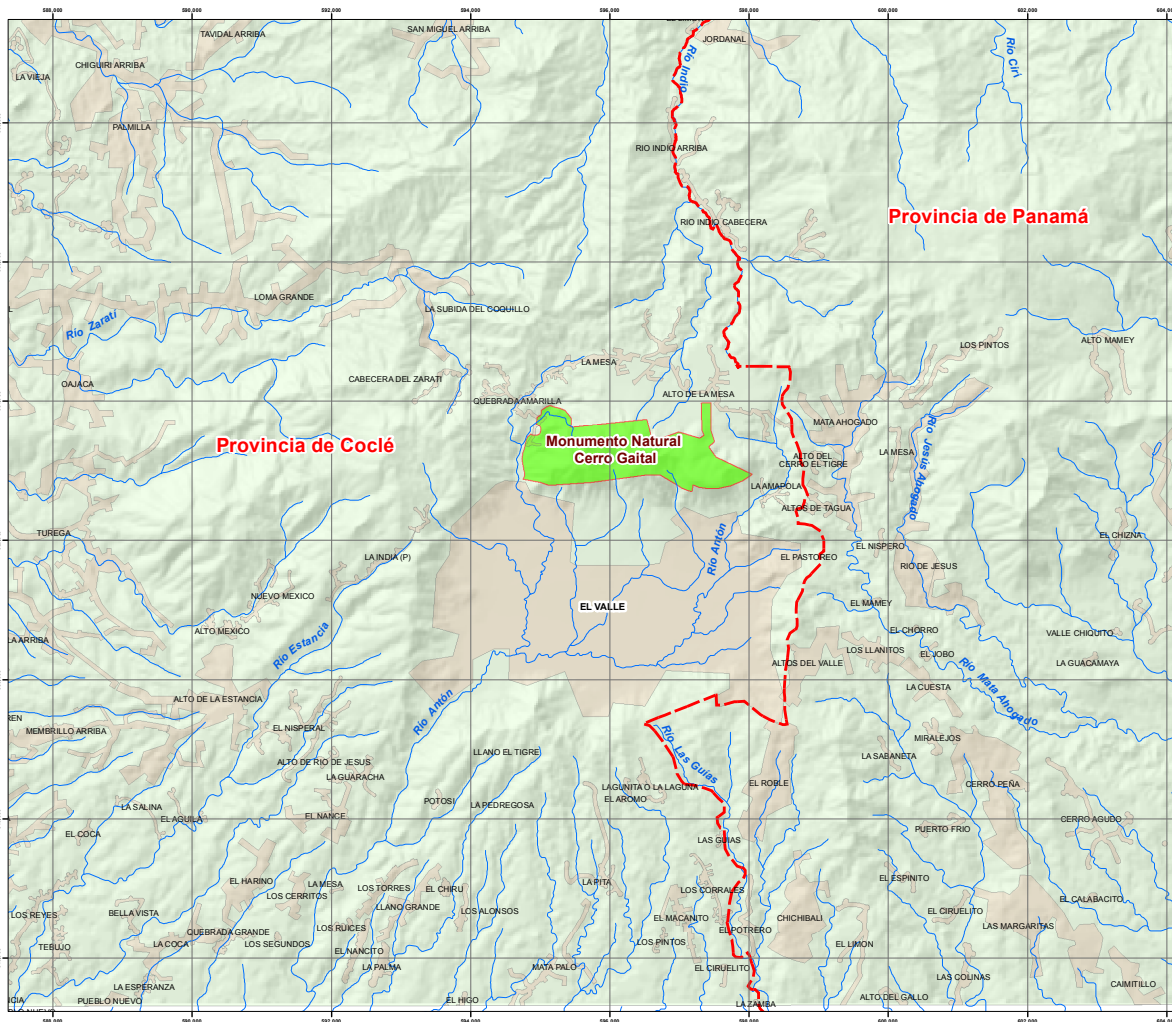 SAN MIGUEL ARRIBA
TAVIDAL ARRIBA
JORDANAL
Río Indio
Río Cirí
CHIGUIRI ARRIBA
LA VIEJA
PALMILLA
RIO INDIO ARRIBA
Provincia de Panamá
RIO INDIO CABECERA
LOMA GRANDE
LA SUBIDA DEL COQUILLO
Río Zaratí
ALTO MAMEY
LOS PINTOS
LA MESA
CABECERA DEL ZARATI
OAJACA
ALTO DE LA MESA
QUEBRADA AMARILLA
MATA AHOGADO
Provincia de Coclé
Monumento Natural
Cerro Gaital
LA MESA
ALTO DEL
CERRO EL TIGRE
Río Jesús Ahogado
LA AMAPOLA
ALTOS DE TAGUA
TUREGA
EL CHIZNA
EL NISPERO
Río Antón
LA INDIA (P)
EL PASTOREO
RIO DE JESUS
NUEVO MEXICO
EL VALLE
EL MAMEY
ALTO MEXICO
EL CHORRO
VALLE CHIQUITO
LA ARRIBA
Río Estancia
LOS LLANITOS
EL JOBO
ALTOS DEL VALLE
LA GUACAMAYA
Río Mata Ahogado
LA CUESTA
ALTO DE LA ESTANCIA
Río Antón
REN
EL NISPERAL
MEMBRILLO ARRIBA
MIRALEJOS
Río Las Guías
LLANO EL TIGRE
LA SABANETA
ALTO DE RIO DE JESUS
LA GUARACHA
EL ROBLE
CERRO PEÑA
LAGUNITA O LA LAGUNA
EL AROMO
POTOSI
LA PEDREGOSA
LA SALINA
EL AGUILA
EL NANCE
CERRO AGUDO
EL COCA
PUERTO FRIO
LAS GUIAS
EL HARINO
LA MESA
LA PITA
EL ESPINITO
LOS TORRES
EL CHIRU
LOS CORRALES
LOS CERRITOS
EL CALABACITO
LLANO GRANDE
LOS ALONSOS
EL CIRUELITO
LOS REYES
BELLA VISTA
EL MACANITO
CHICHIBALI
LAS MARGARITAS
LOS RUICES
QUEBRADA GRANDE
EL POTRERO
TEBUJO
LA COCA
LOS SEGUNDOS
LOS PINTOS
EL LIMON
EL NANCITO
LA PALMA
MATA PALO
EL CIRUELITO
LAS COLINAS
CAIMITILLO
LA ESPERANZA
NCIA
PUEBLO NUEVO
EL HIGO
LA ZAMBA
ALTO DEL GALLO